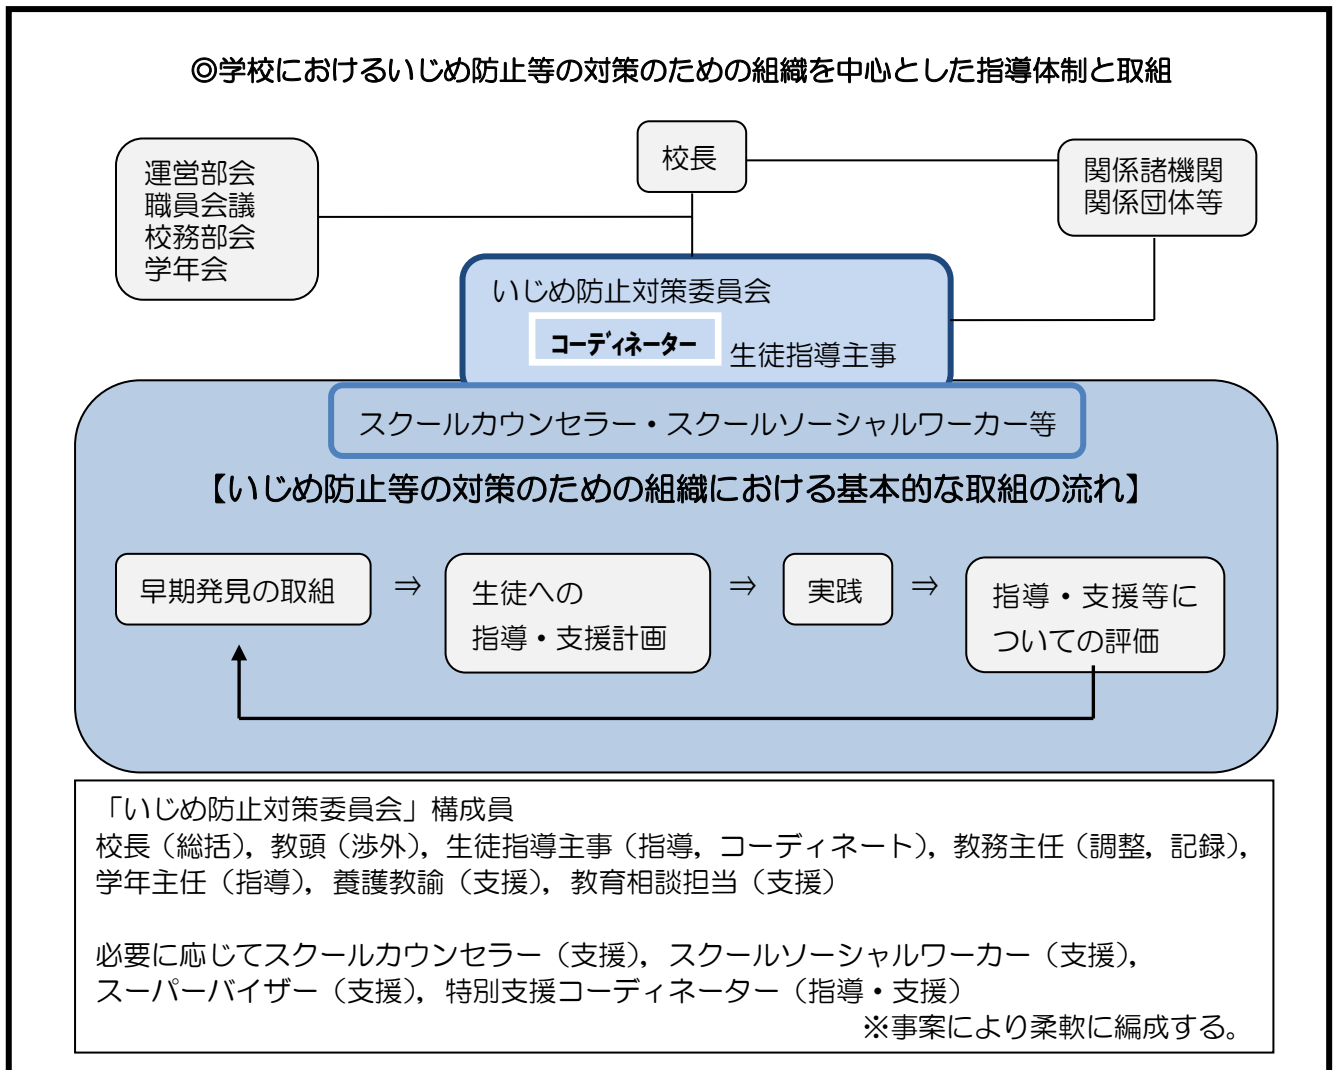 ◎学校におけるいじめ防止等の対策のための組織を中心とした指導体制と取組
校長
運営部会
職員会議
校務部会
学年会
関係諸機関
関係団体等
いじめ防止対策委員会
コーディネーター 生徒指導主事
スクールカウンセラー・スクールソーシャルワーカー等
【いじめ防止等の対策のための組織における基本的な取組の流れ】
早期発見の取組
⇒
生徒への
指導・支援計画
⇒
実践
⇒
指導・支援等に
ついての評価
「いじめ防止対策委員会」構成員
校長（総括），教頭（渉外），生徒指導主事（指導，コーディネート），教務主任（調整，記録），
学年主任（指導），養護教諭（支援），教育相談担当（支援）
必要に応じてスクールカウンセラー（支援），スクールソーシャルワーカー（支援），
スーパーバイザー（支援），特別支援コーディネーター（指導・支援）
※事案により柔軟に編成する。